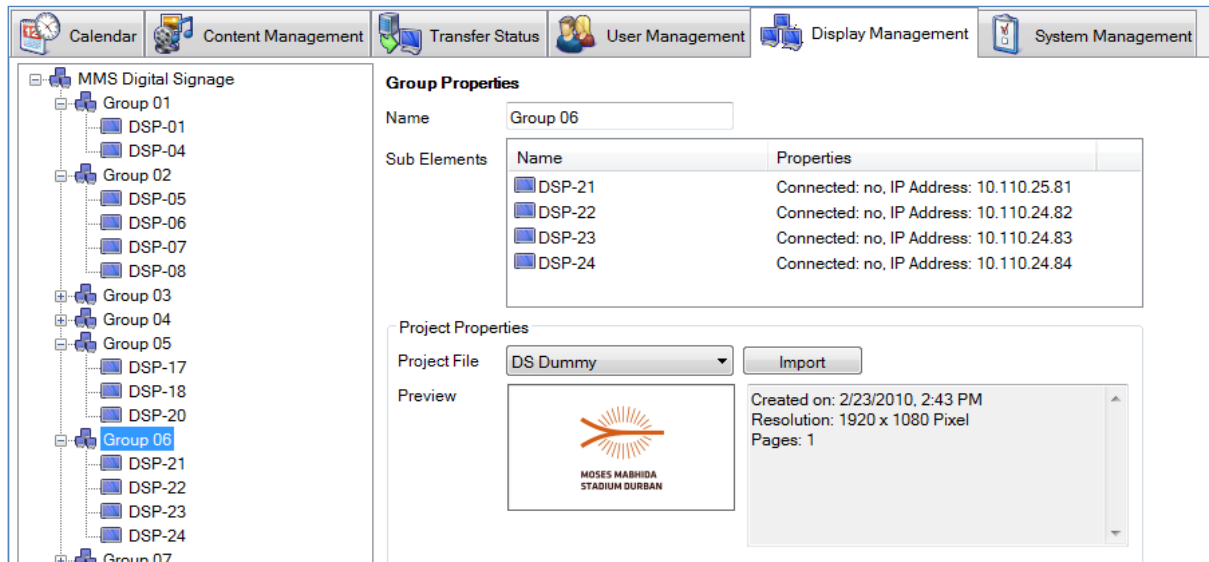 Calendar Content Management Transfer Status User Management Display Management System Management
MMS Digital Signage
Group 01
DSP-01
DSP-04
Group 02
DSP-05
DSP-06
DSP-07
DSP-08
Group 03
Group 04
Group 05
DSP-17
DSP-18
DSP-20
Group 06
DSP-21
DSP-22
DSP-23
DSP-24
Group 07
Group Properties
Name Group 06
Sub Elements Name Properties
DSP-21 Connected: no, IP Address: 10.110.25.81
DSP-22 Connected: no, IP Address: 10.110.24.82
DSP-23 Connected: no, IP Address: 10.110.24.83
DSP-24 Connected: no, IP Address: 10.110.24.84
Project Properties
Project File DS Dummy Import
Preview
MOSES MABHIDA
STADIUM DURBAN
Created on: 2/23/2010, 2:43 PM
Resolution: 1920 x 1080 Pixel
Pages: 1